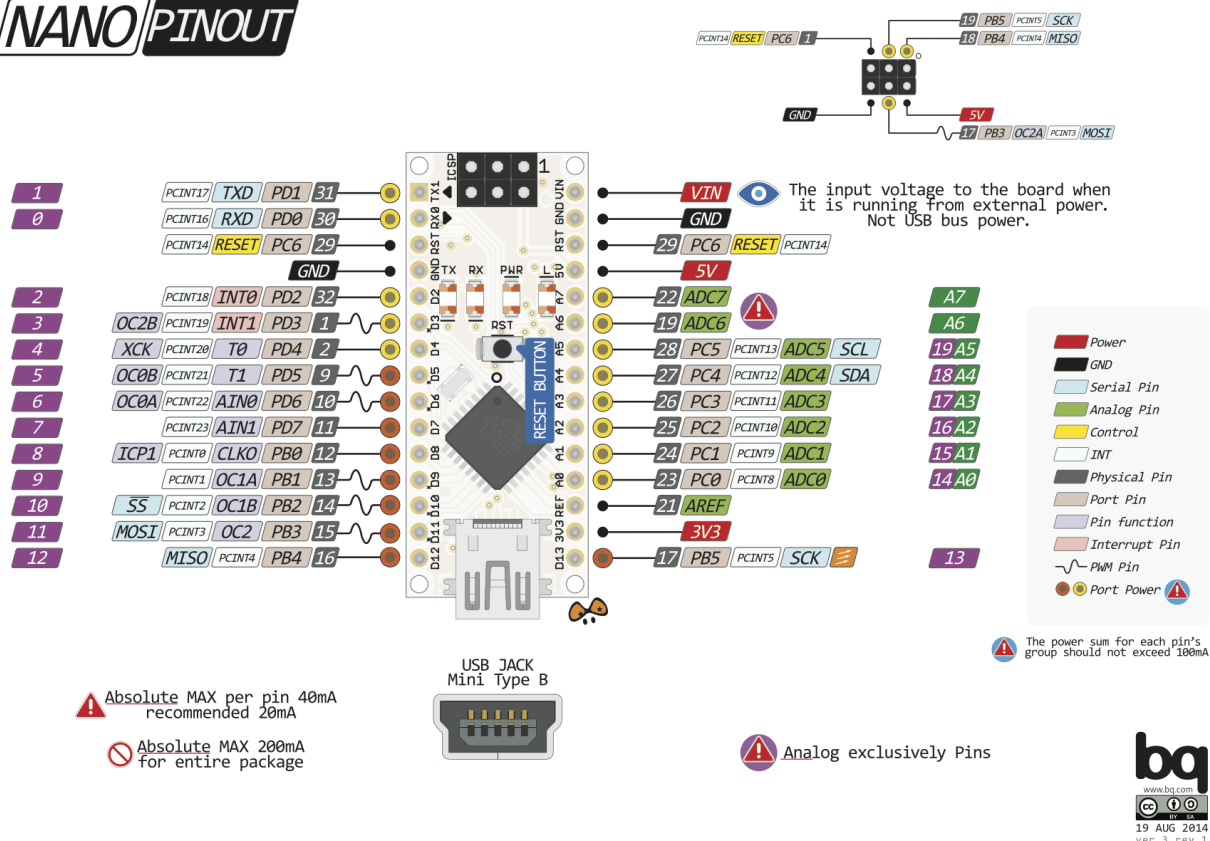 NANO PINOUT
19 PB5 PCINT5 SCK
PCINT14 RESET PC6 1
18 PB4 PCINT4 MISO
GND
5V
17 PB3 OC2A PCINT3 MOSI
ICSP 1
1 PCINT17 TXD PD1 31 TX1 VIN VIN
The input voltage to the board when
it is running from external power.
Not USB bus power.
0 PCINT16 RXD PD0 30 RX0 GND GND
PCINT14 RESET PC6 29 RST RST 29 PC6 RESET PCINT14
GND GND 5V 5V
TX RX PWR L
2 PCINT18 INT0 PD2 32 D2 A7 22 ADC7 A7
3 OC2B PCINT19 INT1 PD3 1 D3 A6 19 ADC6 A6
RST
4 XCK PCINT20 T0 PD4 2 D4 A5 28 PC5 PCINT13 ADC5 SCL 19 A5
5 OC0B PCINT21 T1 PD5 9 D5 A4 27 PC4 PCINT12 ADC4 SDA 18 A4
6 OC0A PCINT22 AIN0 PD6 10 D6 A3 26 PC3 PCINT11 ADC3 17 A3
7 PCINT23 AIN1 PD7 11 D7 A2 25 PC2 PCINT10 ADC2 16 A2
8 ICP1 PCINT0 CLKO PB0 12 D8 A1 24 PC1 PCINT9 ADC1 15 A1
9 PCINT1 OC1A PB1 13 D9 A0 23 PC0 PCINT8 ADC0 14 A0
10 SS PCINT2 OC1B PB2 14 D10 REF 21 AREF
11 MOSI PCINT3 OC2 PB3 15 D11 3V3 3V3
12 MISO PCINT4 PB4 16 D12 D13 17 PB5 PCINT5 SCK 13
RESET BUTTON
Power
GND
Serial Pin
Analog Pin
Control
INT
Physical Pin
Port Pin
Pin function
Interrupt Pin
PWM Pin
Port Power
The power sum for each pin's
group should not exceed 100mA
USB JACK
Mini Type B
Absolute MAX per pin 40mA
recommended 20mA
Absolute MAX 200mA
for entire package
Analog exclusively Pins
bq
www.bq.com
cc BY SA
19 AUG 2014
ver 3 rev 1